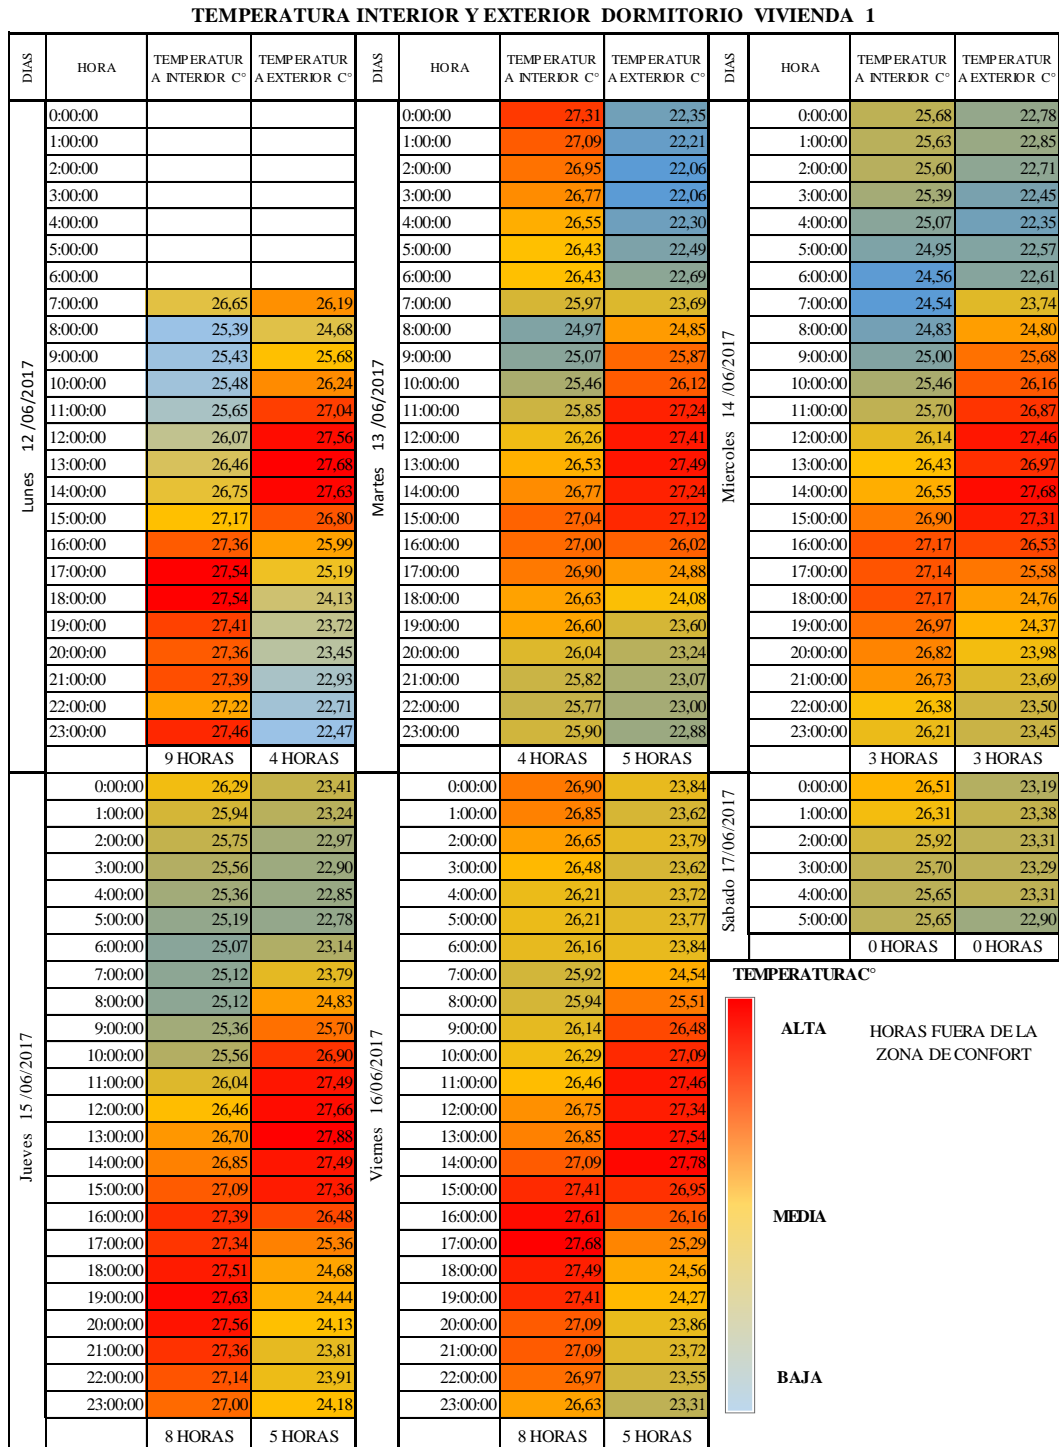 TEMPERATURA INTERIOR Y EXTERIOR DORMITORIO VIVIENDA 1
DIAS HORA TEMPERATUR TEMPERATUR DIAS HORA TEMPERATUR TEMPERATUR DIAS HORA TEMPERATUR TEMPERATUR
A INTERIOR C° A EXTERIOR C° A INTERIOR C° A EXTERIOR C° A INTERIOR C° A EXTERIOR C°
Lunes 12 /06/2017
Martes 13 /06/2017
Miercoles 14 /06/2017
0:00:00 0:00:00 27,31 22,35 0:00:00 25,68 22,78
1:00:00 1:00:00 27,09 22,21 1:00:00 25,63 22,85
2:00:00 2:00:00 26,95 22,06 2:00:00 25,60 22,71
3:00:00 3:00:00 26,77 22,06 3:00:00 25,39 22,45
4:00:00 4:00:00 26,55 22,30 4:00:00 25,07 22,35
5:00:00 5:00:00 26,43 22,49 5:00:00 24,95 22,57
6:00:00 6:00:00 26,43 22,69 6:00:00 24,56 22,61
7:00:00 26,65 26,19 7:00:00 25,97 23,69 7:00:00 24,54 23,74
8:00:00 25,39 24,68 8:00:00 24,97 24,85 8:00:00 24,83 24,80
9:00:00 25,43 25,68 9:00:00 25,07 25,87 9:00:00 25,00 25,68
10:00:00 25,48 26,24 10:00:00 25,46 26,12 10:00:00 25,46 26,16
11:00:00 25,65 27,04 11:00:00 25,85 27,24 11:00:00 25,70 26,87
12:00:00 26,07 27,56 12:00:00 26,26 27,41 12:00:00 26,14 27,46
13:00:00 26,46 27,68 13:00:00 26,53 27,49 13:00:00 26,43 26,97
14:00:00 26,75 27,63 14:00:00 26,77 27,24 14:00:00 26,55 27,68
15:00:00 27,17 26,80 15:00:00 27,04 27,12 15:00:00 26,90 27,31
16:00:00 27,36 25,99 16:00:00 27,00 26,02 16:00:00 27,17 26,53
17:00:00 27,54 25,19 17:00:00 26,90 24,88 17:00:00 27,14 25,58
18:00:00 27,54 24,13 18:00:00 26,63 24,08 18:00:00 27,17 24,76
19:00:00 27,41 23,72 19:00:00 26,60 23,60 19:00:00 26,97 24,37
20:00:00 27,36 23,45 20:00:00 26,04 23,24 20:00:00 26,82 23,98
21:00:00 27,39 22,93 21:00:00 25,82 23,07 21:00:00 26,73 23,69
22:00:00 27,22 22,71 22:00:00 25,77 23,00 22:00:00 26,38 23,50
23:00:00 27,46 22,47 23:00:00 25,90 22,88 23:00:00 26,21 23,45
9 HORAS 4 HORAS 4 HORAS 5 HORAS 3 HORAS 3 HORAS
Jueves 15 /06/2017
Viernes 16/06/2017
Sabado 17/06/2017
0:00:00 26,29 23,41 0:00:00 26,90 23,84 0:00:00 26,51 23,19
1:00:00 25,94 23,24 1:00:00 26,85 23,62 1:00:00 26,31 23,38
2:00:00 25,75 22,97 2:00:00 26,65 23,79 2:00:00 25,92 23,31
3:00:00 25,56 22,90 3:00:00 26,48 23,62 3:00:00 25,70 23,29
4:00:00 25,36 22,85 4:00:00 26,21 23,72 4:00:00 25,65 23,31
5:00:00 25,19 22,78 5:00:00 26,21 23,77 5:00:00 25,65 22,90
6:00:00 25,07 23,14 6:00:00 26,16 23,84 0 HORAS 0 HORAS
7:00:00 25,12 23,79 7:00:00 25,92 24,54
8:00:00 25,12 24,83 8:00:00 25,94 25,51
9:00:00 25,36 25,70 9:00:00 26,14 26,48
10:00:00 25,56 26,90 10:00:00 26,29 27,09
11:00:00 26,04 27,49 11:00:00 26,46 27,46
12:00:00 26,46 27,66 12:00:00 26,75 27,34
13:00:00 26,70 27,88 13:00:00 26,85 27,54
14:00:00 26,85 27,49 14:00:00 27,09 27,78
15:00:00 27,09 27,36 15:00:00 27,41 26,95
16:00:00 27,39 26,48 16:00:00 27,61 26,16
17:00:00 27,34 25,36 17:00:00 27,68 25,29
18:00:00 27,51 24,68 18:00:00 27,49 24,56
19:00:00 27,63 24,44 19:00:00 27,41 24,27
20:00:00 27,56 24,13 20:00:00 27,09 23,86
21:00:00 27,36 23,81 21:00:00 27,09 23,72
22:00:00 27,14 23,91 22:00:00 26,97 23,55
23:00:00 27,00 24,18 23:00:00 26,63 23,31
8 HORAS 5 HORAS 8 HORAS 5 HORAS
TEMPERATURA C°
ALTA
HORAS FUERA DE LA
ZONA DE CONFORT
MEDIA
BAJA